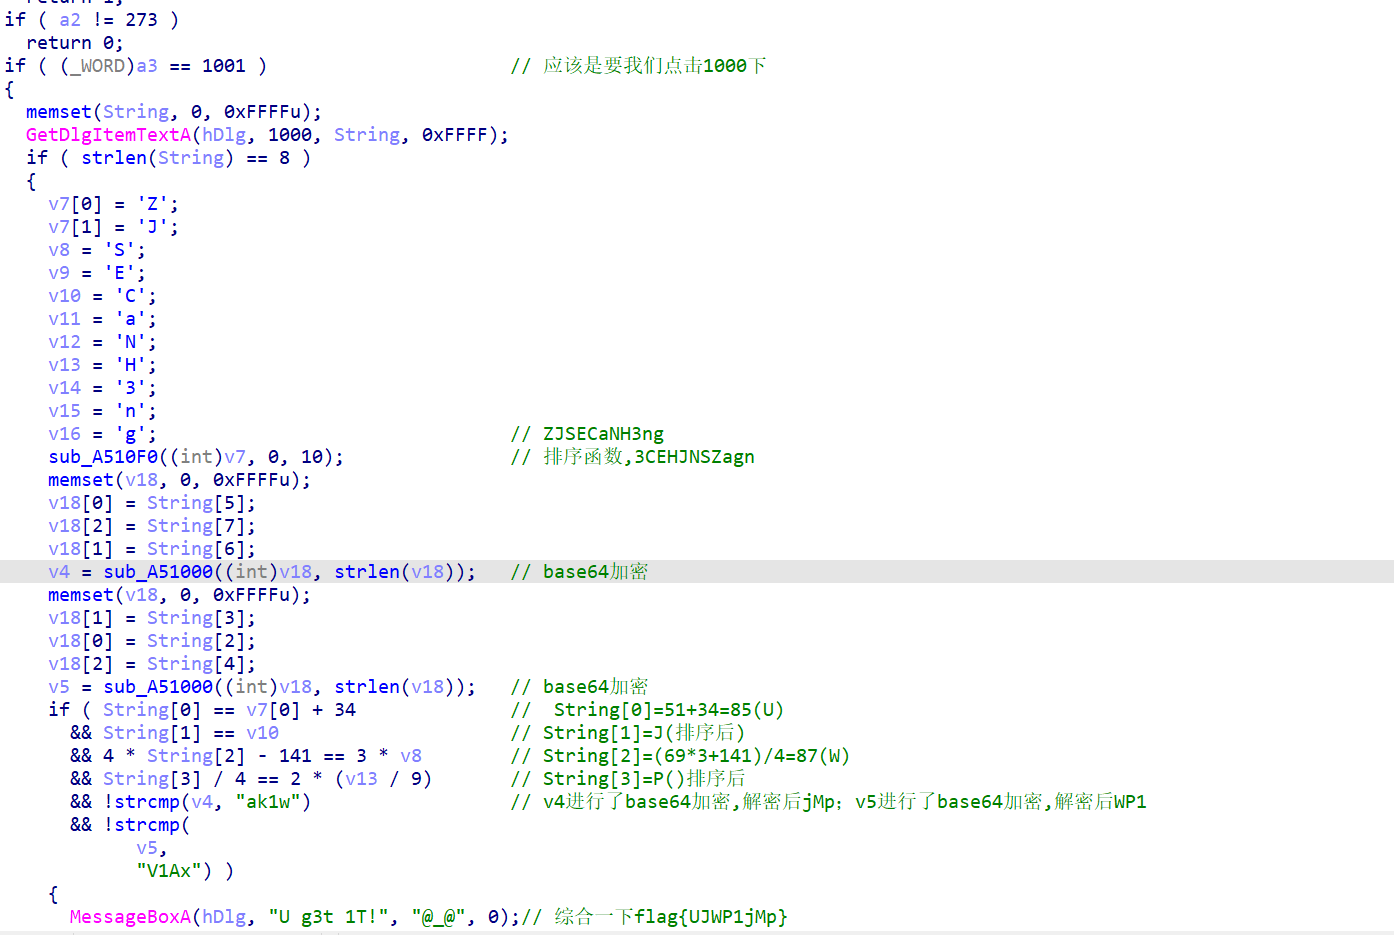 return 1;
if ( a2 != 273 )
return 0;
if ( (_WORD)a3 == 1001 ) // 应该是要我们点击1000下
{
memset(String, 0, 0xFFFFu);
GetDlgItemTextA(hDlg, 1000, String, 0xFFFF);
if ( strlen(String) == 8 )
{
v7[0] = 'Z';
v7[1] = 'J';
v8 = 'S';
v9 = 'E';
v10 = 'C';
v11 = 'a';
v12 = 'N';
v13 = 'H';
v14 = '3';
v15 = 'n';
v16 = 'g'; // ZJSECaNH3ng
sub_A510F0((int)v7, 0, 10); // 排序函数,3CEHJNSZagn
memset(v18, 0, 0xFFFFu);
v18[0] = String[5];
v18[2] = String[7];
v18[1] = String[6];
v4 = sub_A51000((int)v18, strlen(v18)); // base64加密
memset(v18, 0, 0xFFFFu);
v18[1] = String[3];
v18[0] = String[2];
v18[2] = String[4];
v5 = sub_A51000((int)v18, strlen(v18)); // base64加密
if ( String[0] == v7[0] + 34 // String[0]=51+34=85(U)
&& String[1] == v10 // String[1]=J(排序后)
&& 4 * String[2] - 141 == 3 * v8 // String[2]=(69*3+141)/4=87(W)
&& String[3] / 4 == 2 * (v13 / 9) // String[3]=P()排序后
&& !strcmp(v4, "ak1w") // v4进行了base64加密,解密后jMp；v5进行了base64加密,解密后WP1
&& !strcmp(
v5,
"V1Ax") )
{
MessageBoxA(hDlg, "U g3t 1T!", "@_@", 0);// 综合一下flag{UJWP1jMp}